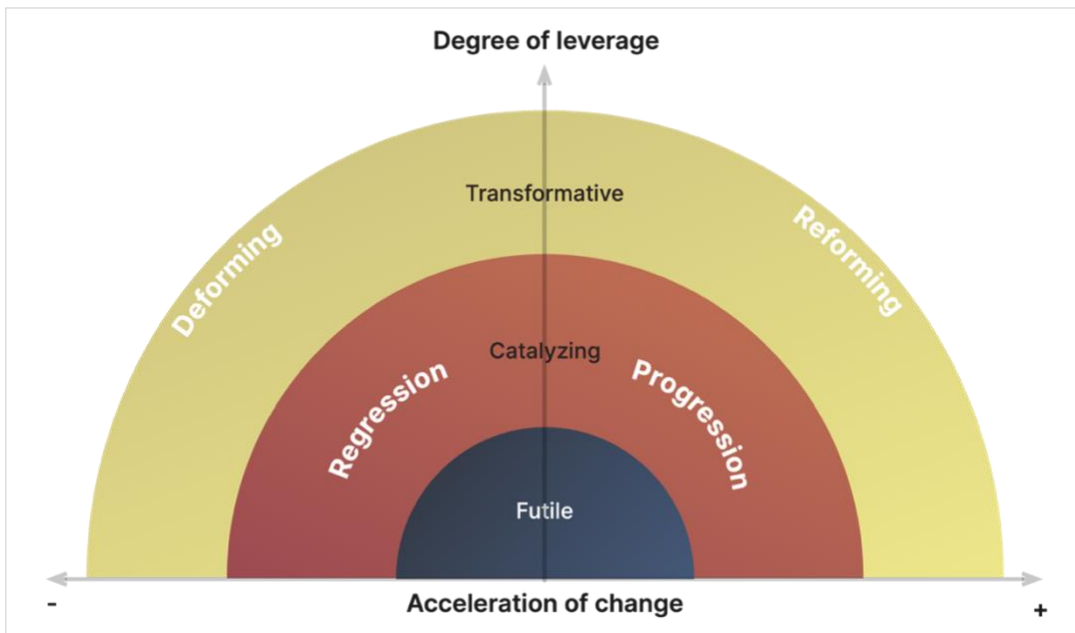 Degree of leverage
Transformative
Deforming
Reforming
Catalyzing
Regression
Progression
Futile
-
Acceleration of change
+